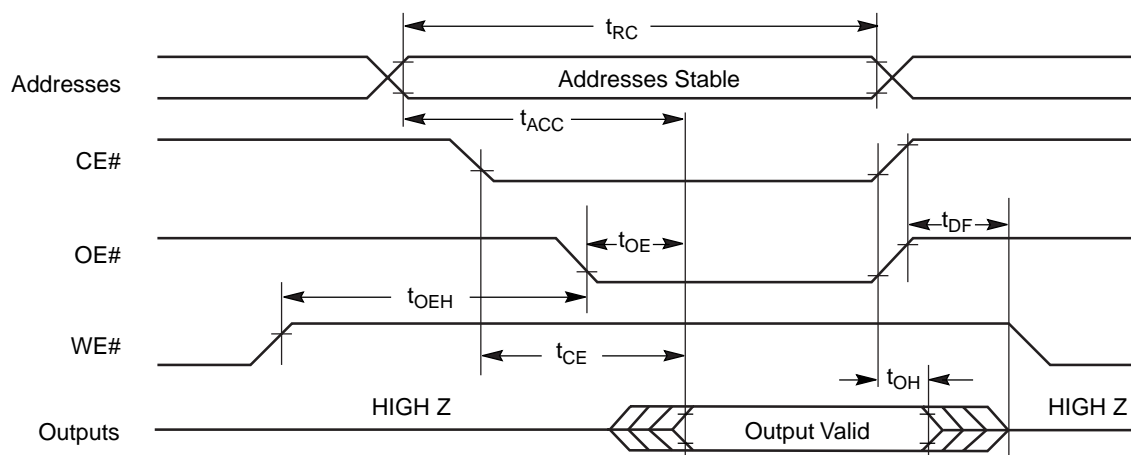 tRC
Addresses
Addresses Stable
tACC
CE#
tDF
tOE
OE#
tOEH
WE#
tCE
tOH
HIGH Z
HIGH Z
Outputs
Output Valid